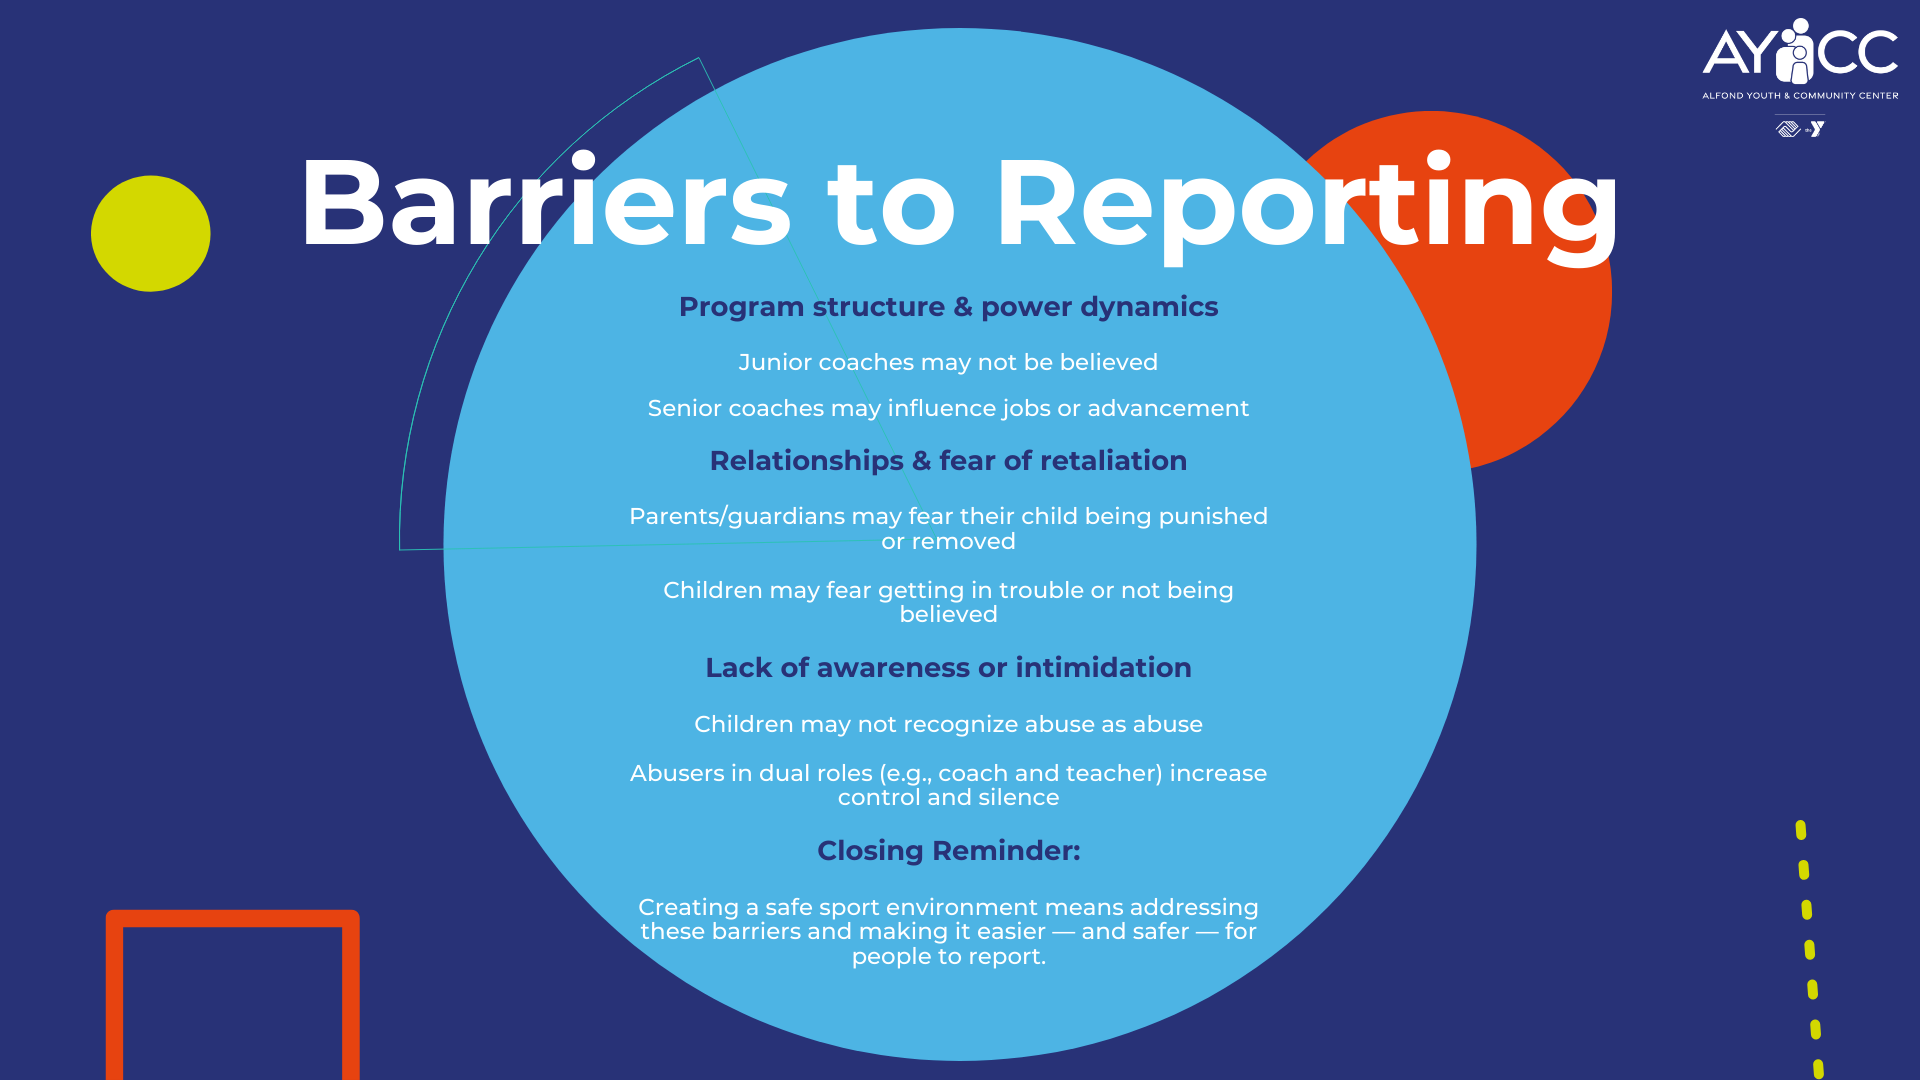 AYCC
ALFOND YOUTH & COMMUNITY CENTER
the Y
Barriers to Reporting
Program structure & power dynamics
Junior coaches may not be believed
Senior coaches may influence jobs or advancement
Relationships & fear of retaliation
Parents/guardians may fear their child being punished
or removed
Children may fear getting in trouble or not being
believed
Lack of awareness or intimidation
Children may not recognize abuse as abuse
Abusers in dual roles (e.g., coach and teacher) increase
control and silence
Closing Reminder:
Creating a safe sport environment means addressing
these barriers and making it easier — and safer — for
people to report.